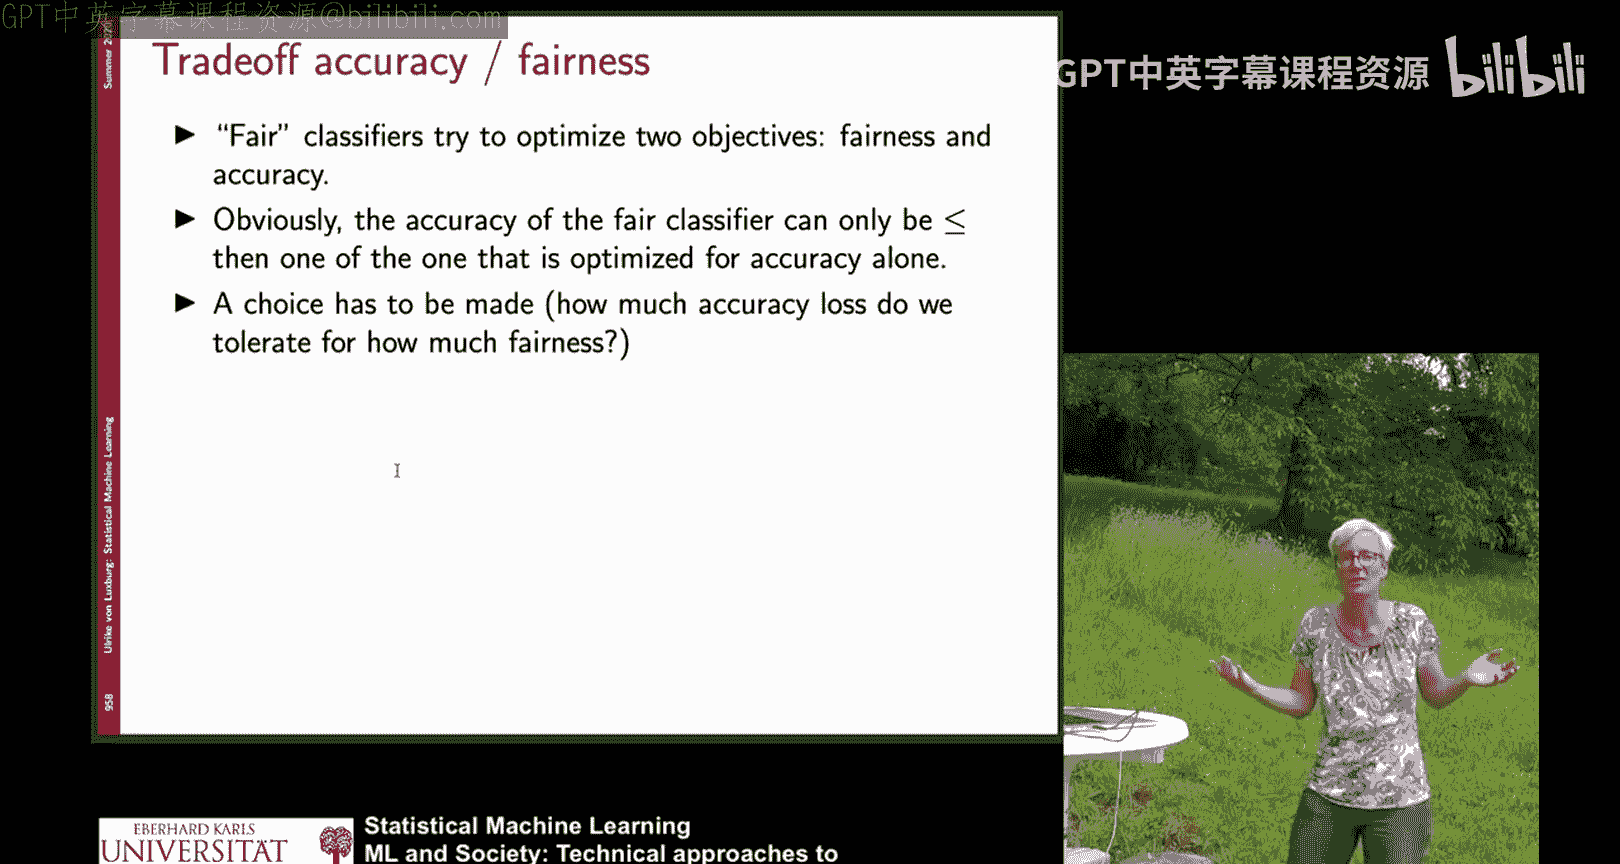 GPT中英字幕课程资源@bilibili.com
GPT中英字幕课程资源 bilibili
Tradeoff accuracy / fairness
▶ “Fair” classifiers try to optimize two objectives: fairness and
accuracy.
▶ Obviously, the accuracy of the fair classifier can only be ≤
then one of the one that is optimized for accuracy alone.
▶ A choice has to be made (how much accuracy loss do we
tolerate for how much fairness?)
Summer
Ulrike von Luxburg: Statistical Machine Learning
958
EBERHARD KARLS
UNIVERSITÄT
Statistical Machine Learning
ML and Society: Technical approaches to